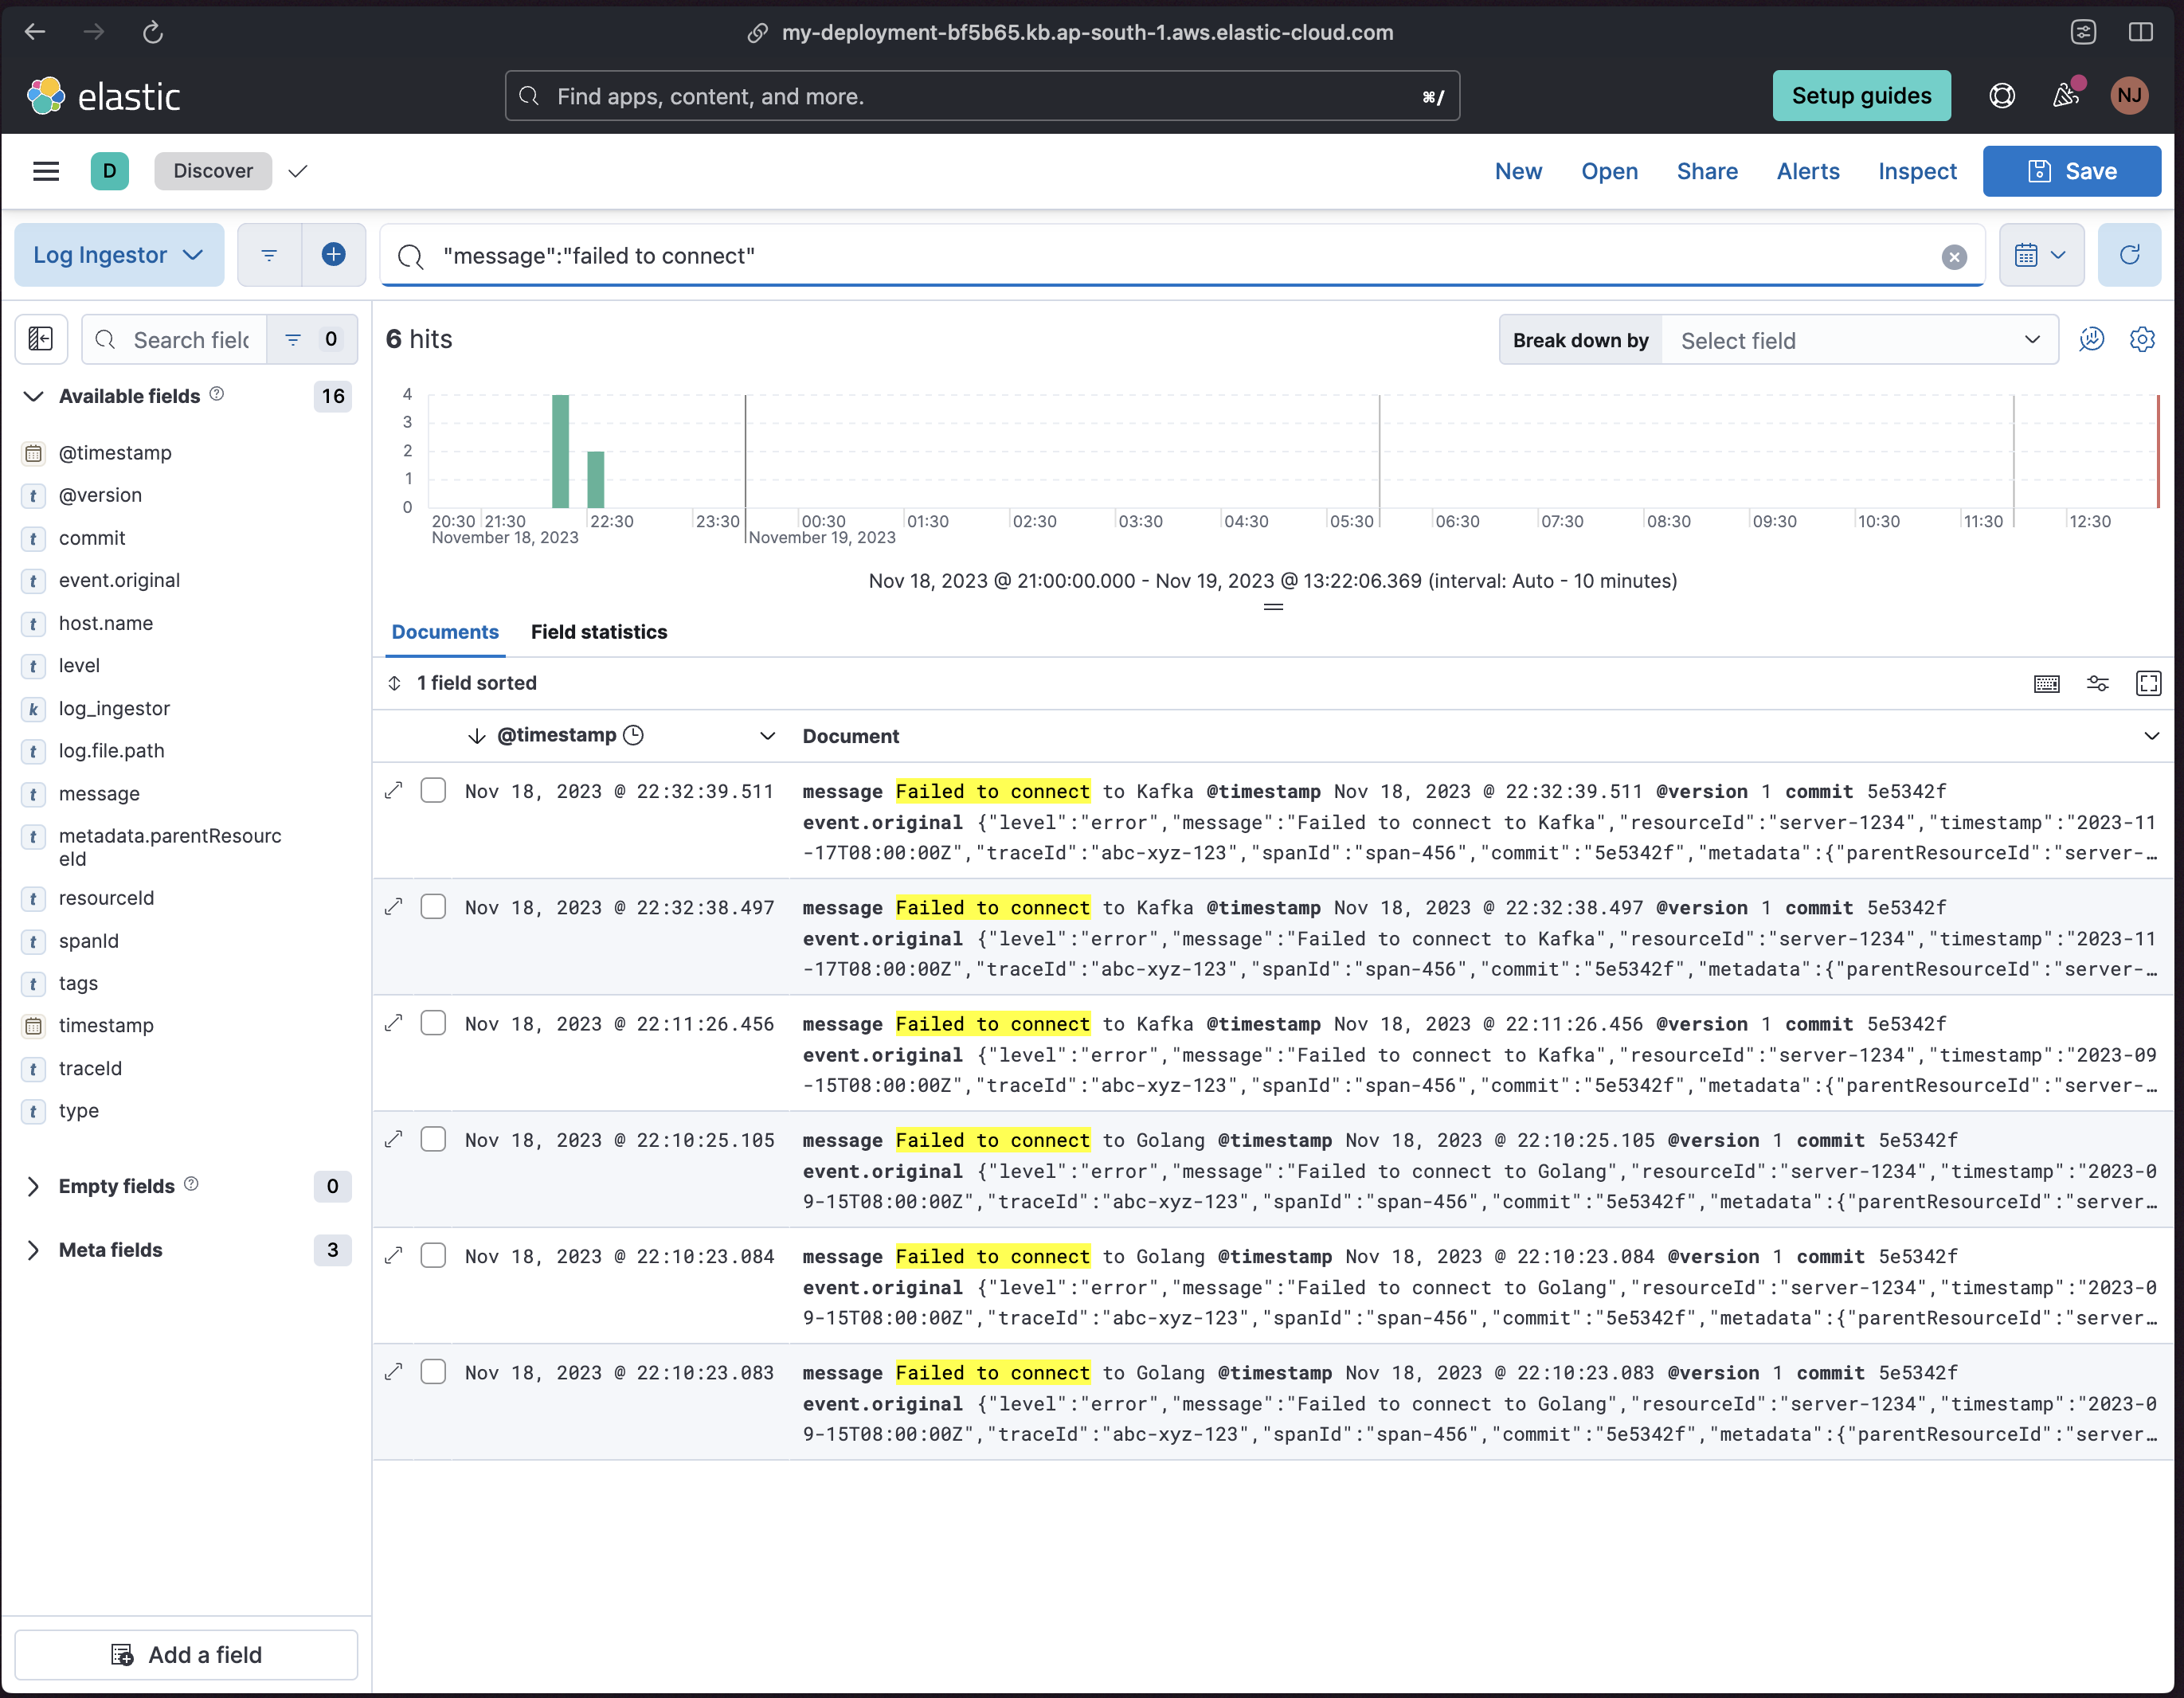 my-deployment-bf5b65.kb.ap-south-1.aws.elastic-cloud.com
elastic
Find apps, content, and more.
⌘/
Setup guides
NJ
D
Discover
New
Open
Share
Alerts
Inspect
Save
Log Ingestor
"message":"failed to connect"
Search fielc
0
6 hits
Break down by
Select field
Available fields
16
@timestamp
t @version
t commit
t event.original
t host.name
t level
k log_ingestor
t log.file.path
t message
t metadata.parentResourc
eId
t resourceId
t spanId
t tags
timestamp
t traceId
t type
Empty fields
0
Meta fields
3
Add a field
4
3
2
1
0
20:30 21:30 22:30 23:30 00:30 01:30 02:30 03:30 04:30 05:30 06:30 07:30 08:30 09:30 10:30 11:30 12:30
November 18, 2023 November 19, 2023
Nov 18, 2023 @ 21:00:00.000 - Nov 19, 2023 @ 13:22:06.369 (interval: Auto - 10 minutes)
Documents
Field statistics
1 field sorted
@timestamp
Document
Nov 18, 2023 @ 22:32:39.511
message Failed to connect to Kafka @timestamp Nov 18, 2023 @ 22:32:39.511 @version 1 commit 5e5342f
event.original {"level":"error","message":"Failed to connect to Kafka","resourceId":"server-1234","timestamp":"2023-11
-17T08:00:00Z","traceId":"abc-xyz-123","spanId":"span-456","commit":"5e5342f","metadata":{"parentResourceId":"server-…
Nov 18, 2023 @ 22:32:38.497
message Failed to connect to Kafka @timestamp Nov 18, 2023 @ 22:32:38.497 @version 1 commit 5e5342f
event.original {"level":"error","message":"Failed to connect to Kafka","resourceId":"server-1234","timestamp":"2023-11
-17T08:00:00Z","traceId":"abc-xyz-123","spanId":"span-456","commit":"5e5342f","metadata":{"parentResourceId":"server-…
Nov 18, 2023 @ 22:11:26.456
message Failed to connect to Kafka @timestamp Nov 18, 2023 @ 22:11:26.456 @version 1 commit 5e5342f
event.original {"level":"error","message":"Failed to connect to Kafka","resourceId":"server-1234","timestamp":"2023-09
-15T08:00:00Z","traceId":"abc-xyz-123","spanId":"span-456","commit":"5e5342f","metadata":{"parentResourceId":"server-…
Nov 18, 2023 @ 22:10:25.105
message Failed to connect to Golang @timestamp Nov 18, 2023 @ 22:10:25.105 @version 1 commit 5e5342f
event.original {"level":"error","message":"Failed to connect to Golang","resourceId":"server-1234","timestamp":"2023-0
9-15T08:00:00Z","traceId":"abc-xyz-123","spanId":"span-456","commit":"5e5342f","metadata":{"parentResourceId":"server…
Nov 18, 2023 @ 22:10:23.084
message Failed to connect to Golang @timestamp Nov 18, 2023 @ 22:10:23.084 @version 1 commit 5e5342f
event.original {"level":"error","message":"Failed to connect to Golang","resourceId":"server-1234","timestamp":"2023-0
9-15T08:00:00Z","traceId":"abc-xyz-123","spanId":"span-456","commit":"5e5342f","metadata":{"parentResourceId":"server…
Nov 18, 2023 @ 22:10:23.083
message Failed to connect to Golang @timestamp Nov 18, 2023 @ 22:10:23.083 @version 1 commit 5e5342f
event.original {"level":"error","message":"Failed to connect to Golang","resourceId":"server-1234","timestamp":"2023-0
9-15T08:00:00Z","traceId":"abc-xyz-123","spanId":"span-456","commit":"5e5342f","metadata":{"parentResourceId":"server…